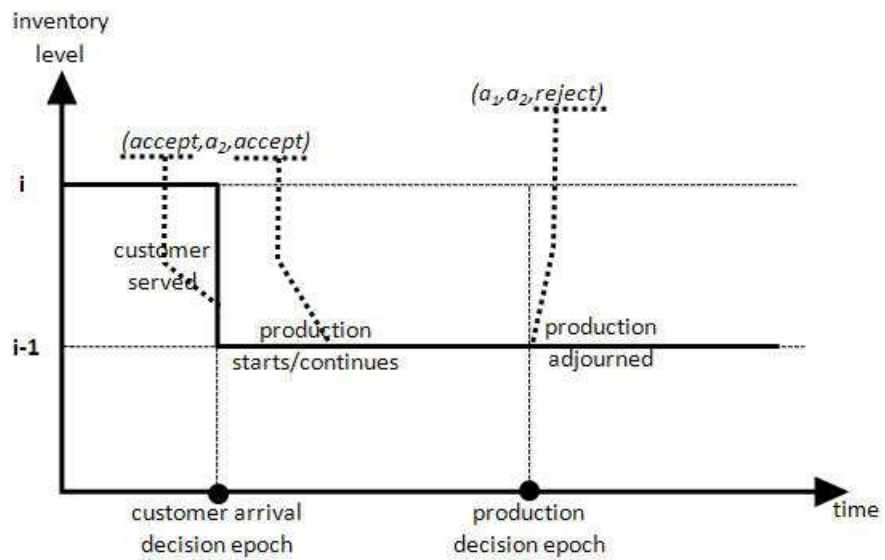 inventory
level
(a₁,a₂,reject)
(accept,a₂,accept)
i
customer
served
production
starts/continues
production
adjourned
i-1
time
customer arrival
decision epoch
production
decision epoch